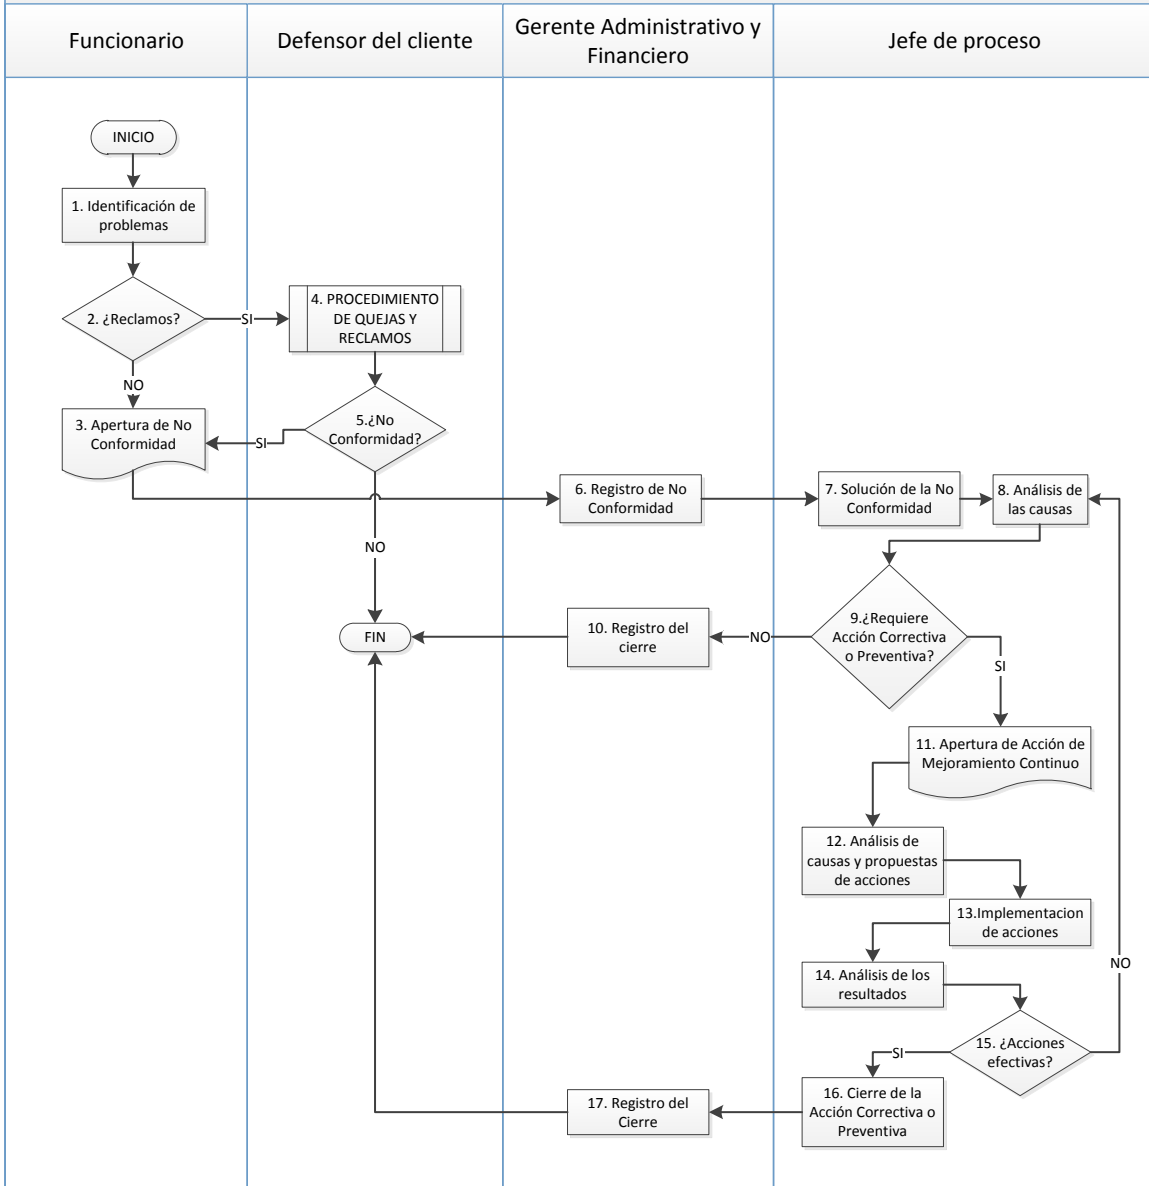 Funcionario
Defensor del cliente
Gerente Administrativo y
Financiero
Jefe de proceso
INICIO
1. Identificación de
problemas
2. ¿Reclamos?
SI
4. PROCEDIMIENTO
DE QUEJAS Y
RECLAMOS
NO
3. Apertura de No
Conformidad
SI
5.¿No
Conformidad?
6. Registro de No
Conformidad
7. Solución de la No
Conformidad
8. Análisis de
las causas
NO
FIN
10. Registro del
cierre
NO
9.¿Requiere
Acción Correctiva
o Preventiva?
SI
11. Apertura de Acción de
Mejoramiento Continuo
12. Análisis de
causas y propuestas
de acciones
13.Implementacion
de acciones
14. Análisis de los
resultados
NO
15. ¿Acciones
efectivas?
SI
16. Cierre de la
Acción Correctiva o
Preventiva
17. Registro del
Cierre